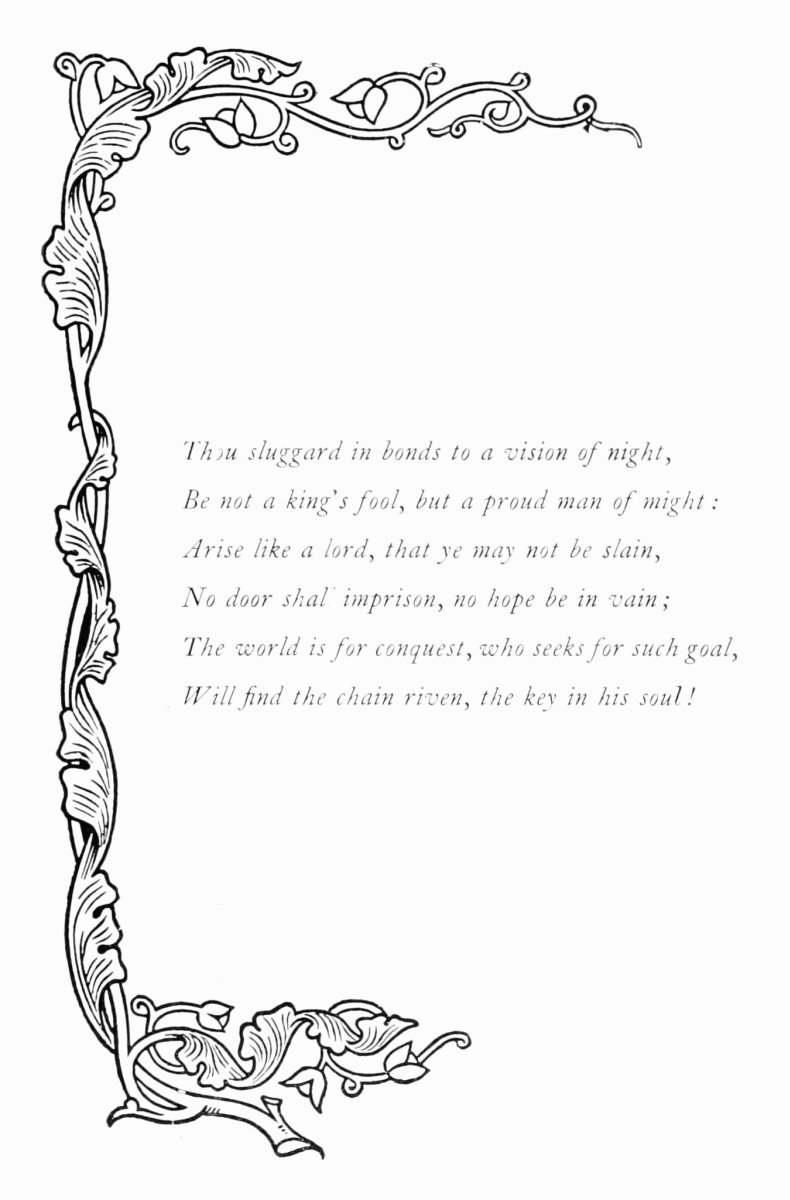 Thou sluggard in bonds to a vision of night,
Be not a king's fool, but a proud man of might:
Arise like a lord, that ye may not be slain,
No door shall imprison, no hope be in vain;
The world is for conquest, who seeks for such goal,
Will find the chain riven, the key in his soul!